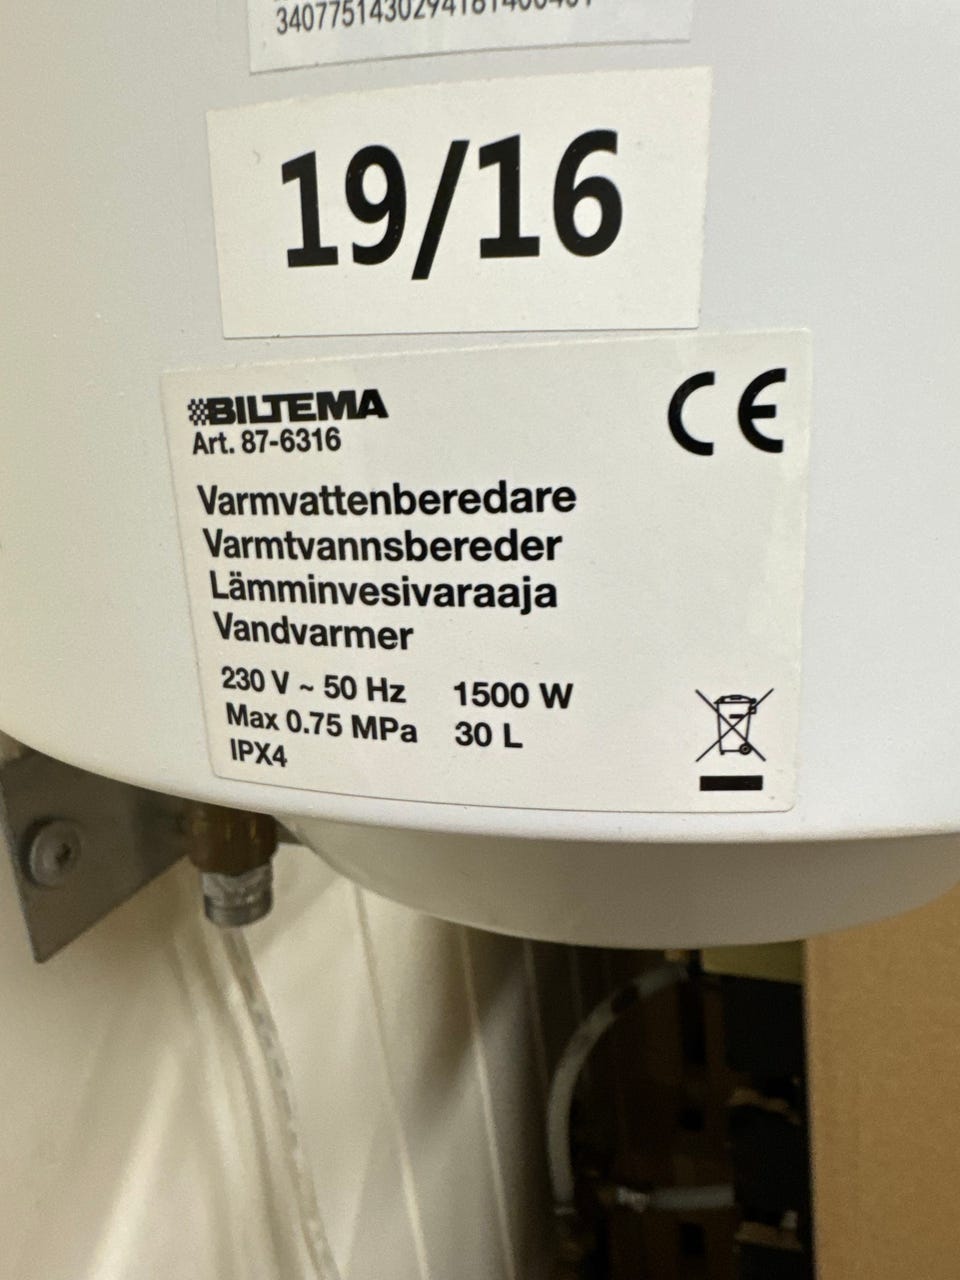 19/16
BILTEMA
Art. 87-6316
Varmvattenberedare
Varmtvannsbereder
Lämminvesivaraaja
Vandvarmer
230 V ~ 50 Hz 1500 W
Max 0.75 MPa 30 L
IPX4
CE